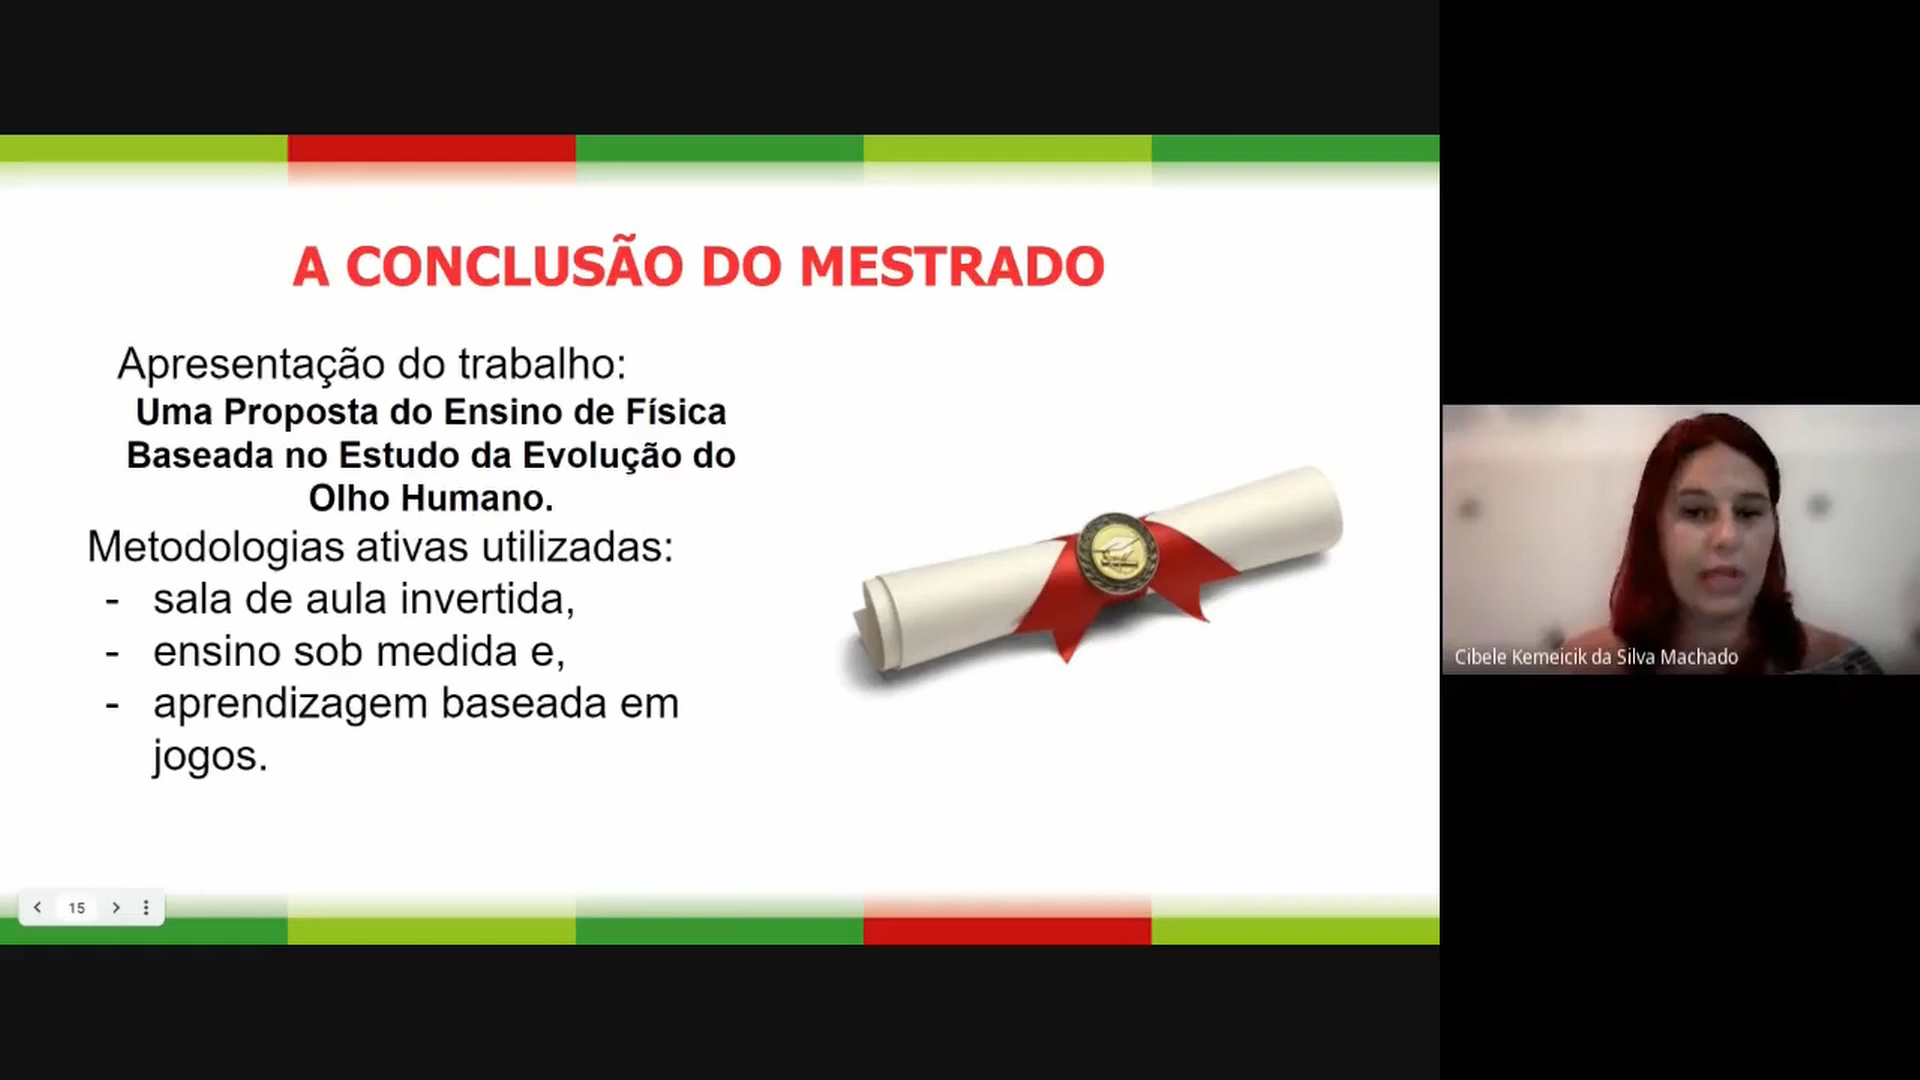 A CONCLUSÃO DO MESTRADO
Apresentação do trabalho:
Uma Proposta do Ensino de Física
Baseada no Estudo da Evolução do
Olho Humano.
Metodologias ativas utilizadas:
- sala de aula invertida,
- ensino sob medida e,
- aprendizagem baseada em
jogos.
15
Cibele Kemeicik da Silva Machado